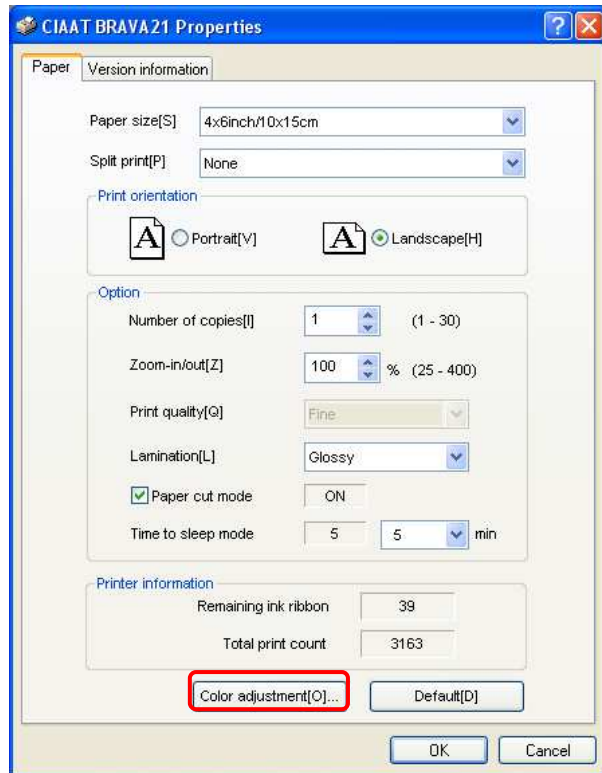 CIAAT BRAVA21 Properties
Paper
Version information
Paper size[S]
4x6inch/10x15cm
Split print[P]
None
Print orientation
A
Portrait[V]
A
Landscape[H]
Option
Number of copies[I]
1
(1 - 30)
Zoom-in/out[Z]
100
% (25 - 400)
Print quality[Q]
Fine
Lamination[L]
Glossy
Paper cut mode
ON
Time to sleep mode
5
5
min
Printer information
Remaining ink ribbon
39
Total print count
3163
Color adjustment[O]...
Default[D]
OK
Cancel